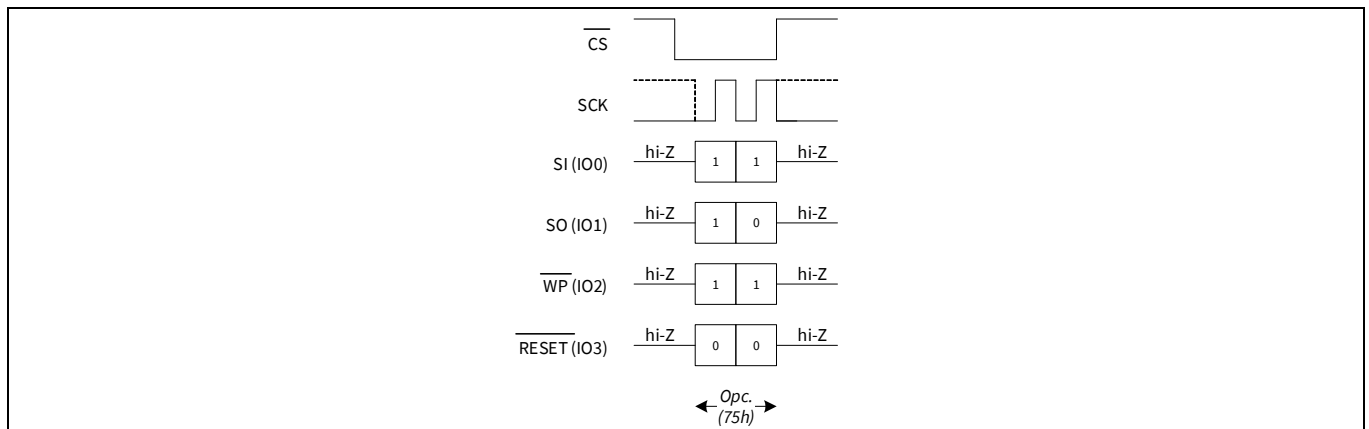 CS
SCK
SI (IO0) hi-Z 1 1 hi-Z
SO (IO1) hi-Z 1 0 hi-Z
WP (IO2) hi-Z 1 1 hi-Z
RESET (IO3) hi-Z 0 0 hi-Z
Opc.
(75h)